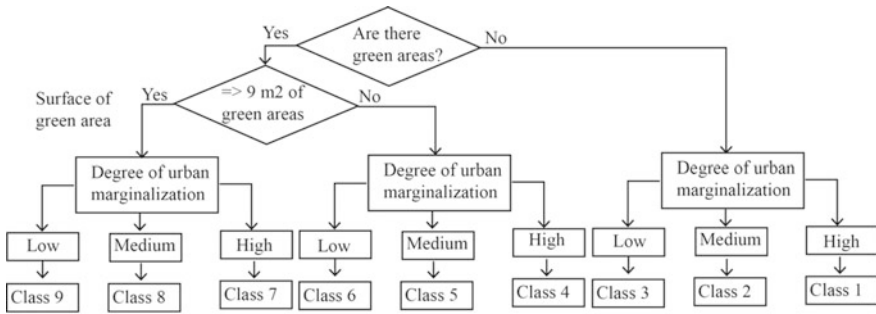 Yes
Are there
green areas?
No
Surface of
green area
Yes
=> 9 m2 of
green areas
No
Degree of urban
marginalization
Degree of urban
marginalization
Degree of urban
marginalization
Low
Medium
High
Low
Medium
High
Low
Medium
High
Class 9
Class 8
Class 7
Class 6
Class 5
Class 4
Class 3
Class 2
Class 1